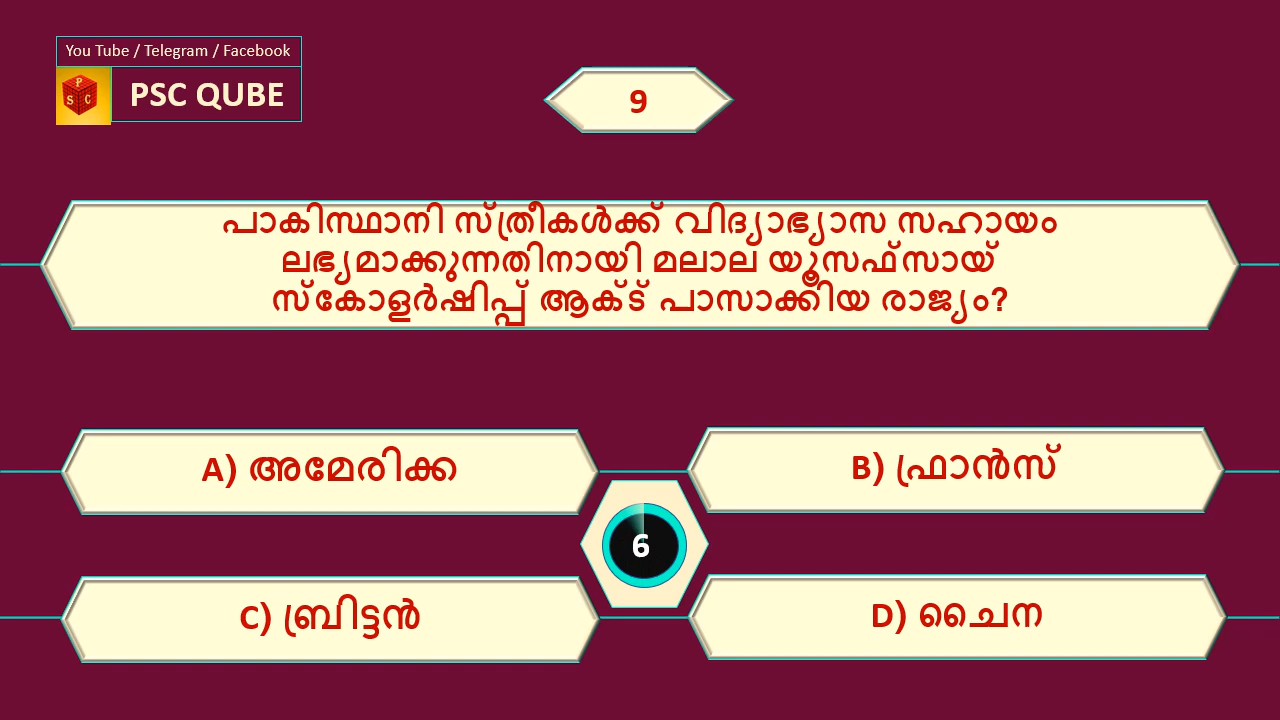 You Tube / Telegram / Facebook
P
S C
PSC QUBE
9
പാകിസ്ഥാനി സ്ത്രീകൾക്ക് വിദ്യാഭ്യാസ സഹായം
ലഭ്യമാക്കുന്നതിനായി മലാല യൂസഫ്സായ്
സ്കോളർഷിപ്പ് ആക്ട് പാസാക്കിയ രാജ്യം?
A) അമേരിക്ക
B) ഫ്രാൻസ്
6
C) ബ്രിട്ടൻ
D) ചൈന